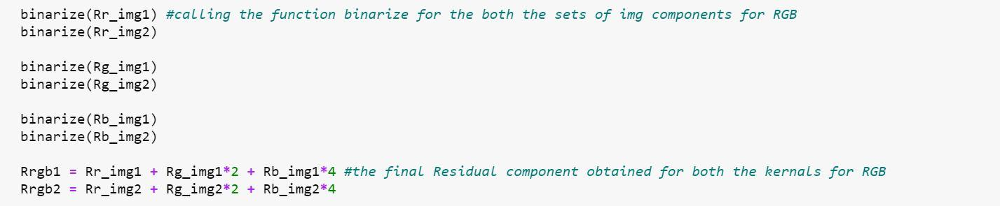 binarize(Rr_img1) #calling the function binarize for the both the sets of img components for RGB
binarize(Rr_img2)
binarize(Rg_img1)
binarize(Rg_img2)
binarize(Rb_img1)
binarize(Rb_img2)
Rrgb1 = Rr_img1 + Rg_img1*2 + Rb_img1*4 #the final Residual component obtained for both the kernals for RGB
Rrgb2 = Rr_img2 + Rg_img2*2 + Rb_img2*4